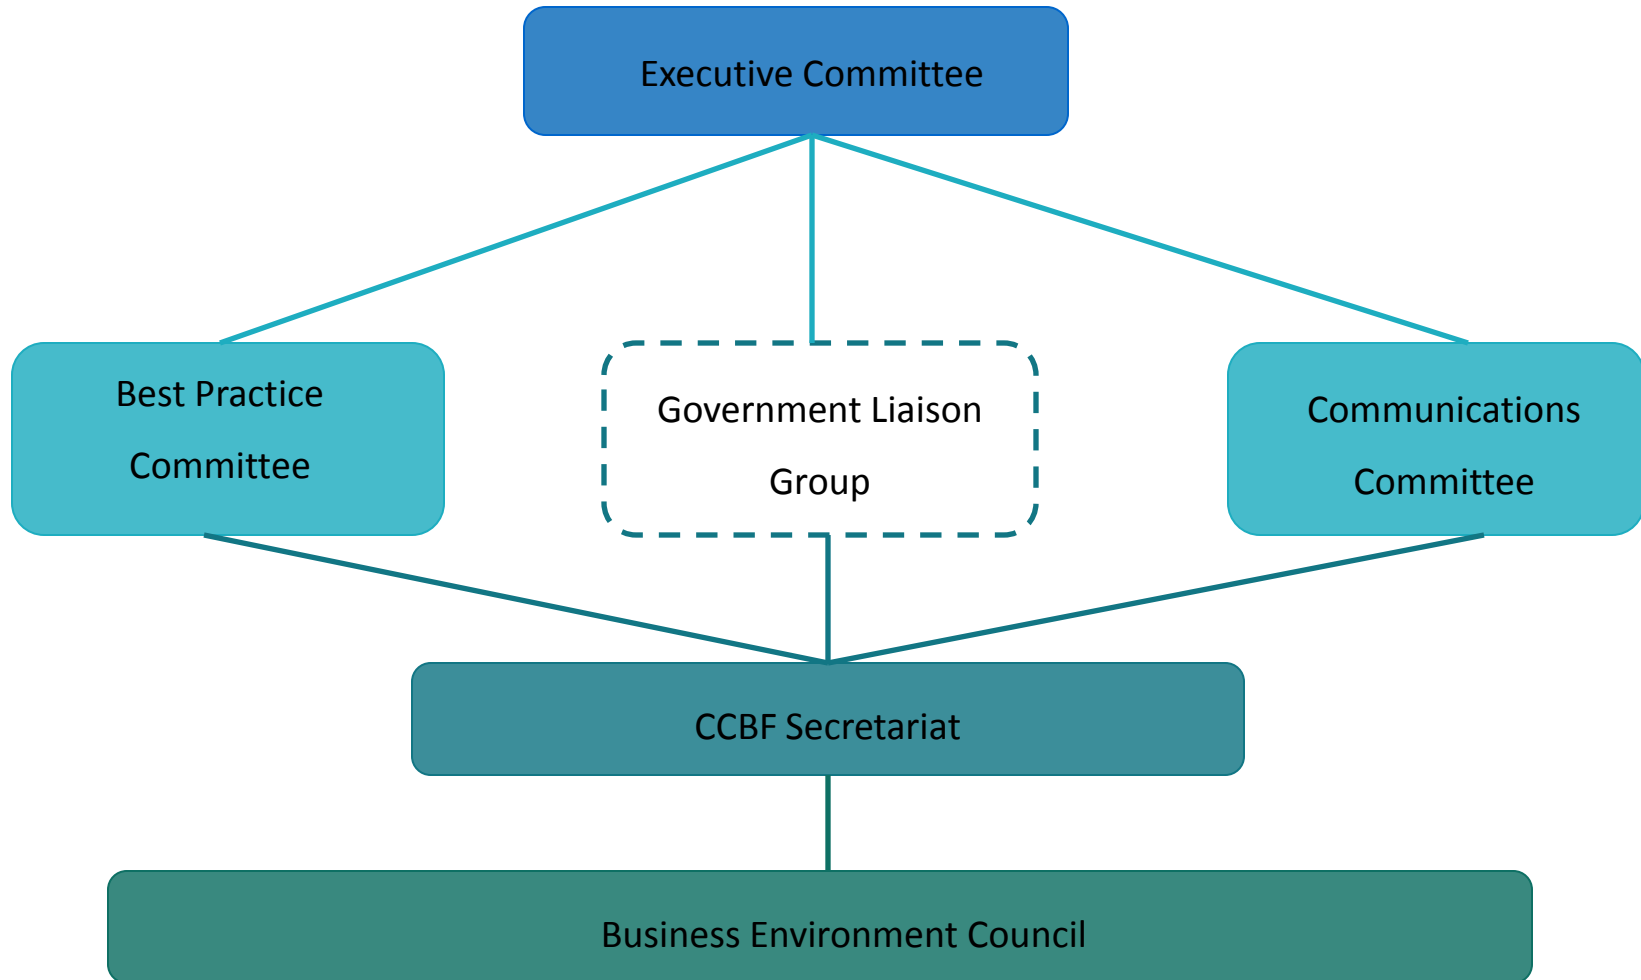 Executive Committee
Best Practice
Committee
Government Liaison
Group
Communications
Committee
CCBF Secretariat
Business Environment Council